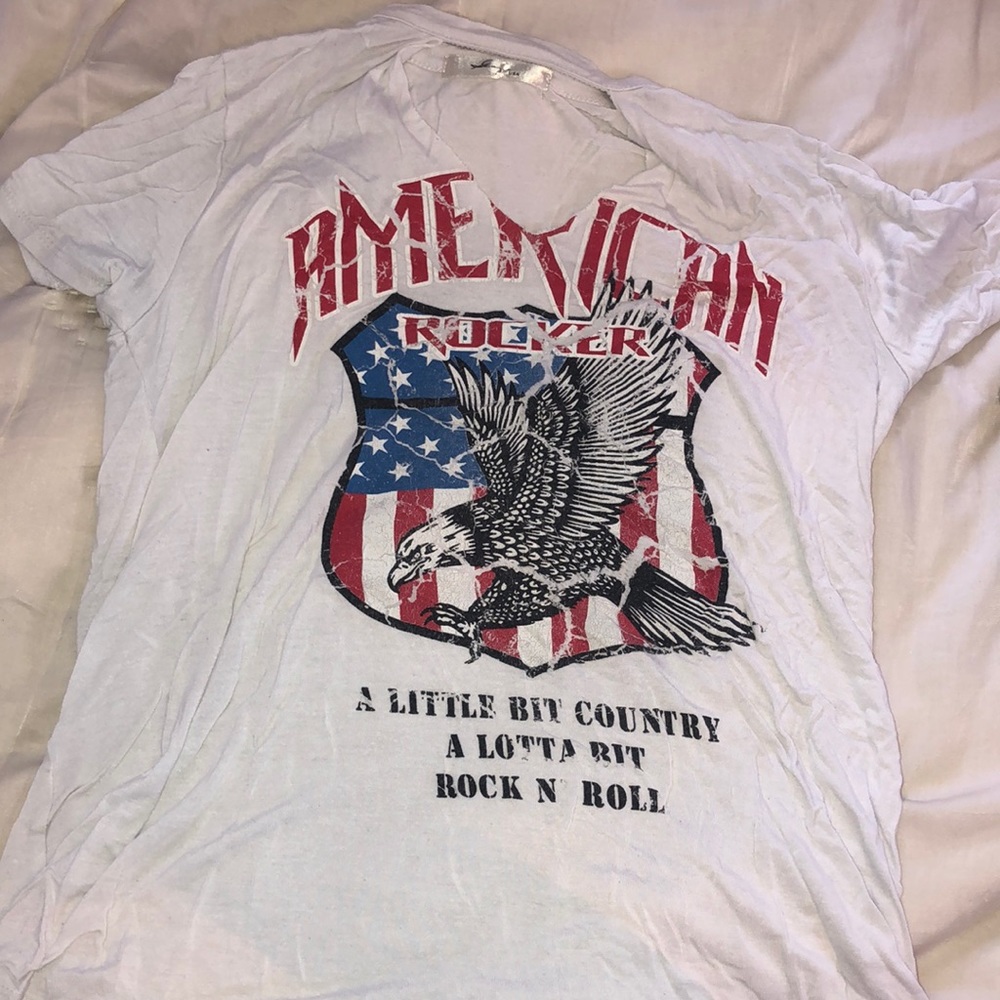 AMERICAN
ROCKER
A LITTLE BIT COUNTRY
A LOTTA BIT
ROCK N' ROLL